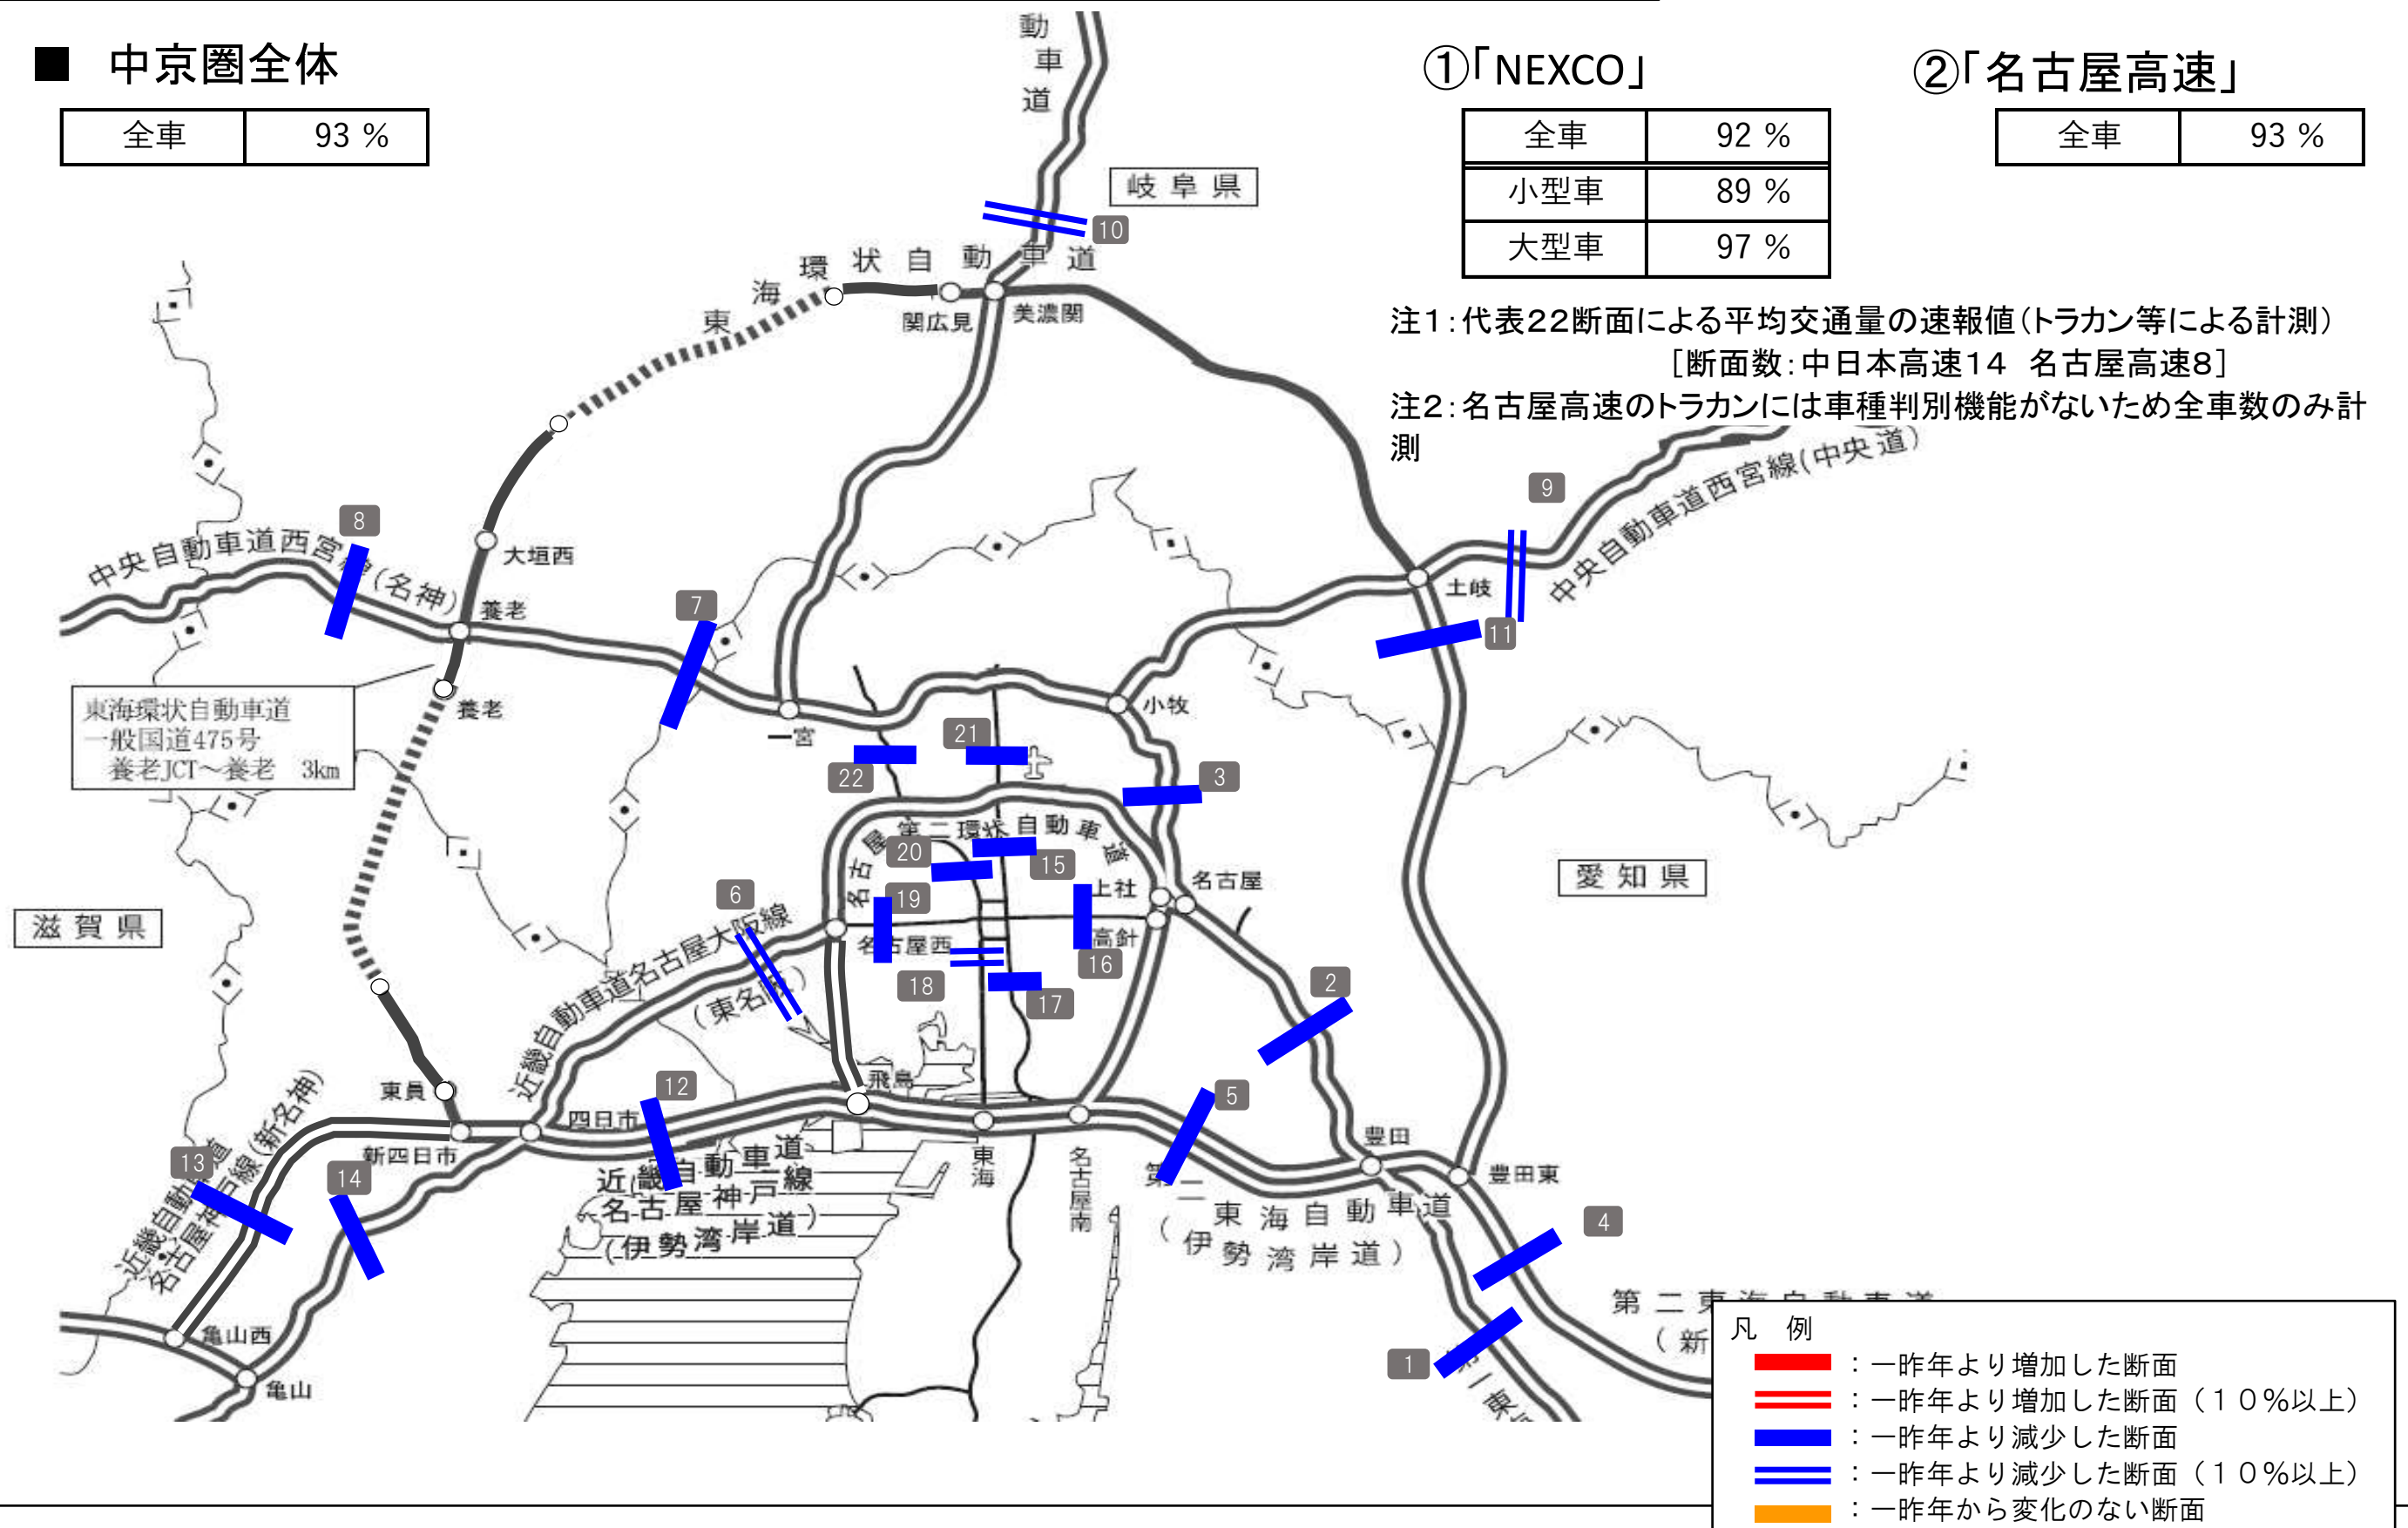 ■ 中京圏全体
全車 93 %
①「NEXCO」
全車 92 %
小型車 89 %
大型車 97 %
②「名古屋高速」
全車 93 %
注1：代表22断面による平均交通量の速報値（トラカン等による計測）
［断面数：中日本高速14 名古屋高速8］
注2：名古屋高速のトラカンには車種判別機能がないため全車数のみ計
測
動車道
岐阜県
10
東海環状自動車道
関広見
美濃関
9
中央自動車道西宮線(中央道)
8
中央自動車道西宮線(名神)
大垣西
養老
7
土岐
11
東海環状自動車道
一般国道475号
養老JCT～養老 3km
養老
一宮
小牧
21
22
3
名古屋第二環状自動車道
20
15
19
上社
名古屋
愛知県
滋賀県
6
近畿自動車道名古屋大阪線
(東名阪)
名古屋西
高針
16
18
17
2
飛島
東員
12
四日市
5
新四日市
13
14
近畿自動車道
名古屋神戸線(新名神)
近畿自動車道
名古屋神戸線
(伊勢湾岸道)
東海
名古屋南
豊田
豊田東
第二東海自動車道
(伊勢湾岸道)
4
亀山西
亀山
1
第一東
第二東海自動車道
(新
凡 例
：一昨年より増加した断面
：一昨年より増加した断面（１０％以上）
：一昨年より減少した断面
：一昨年より減少した断面（１０％以上）
：一昨年から変化のない断面